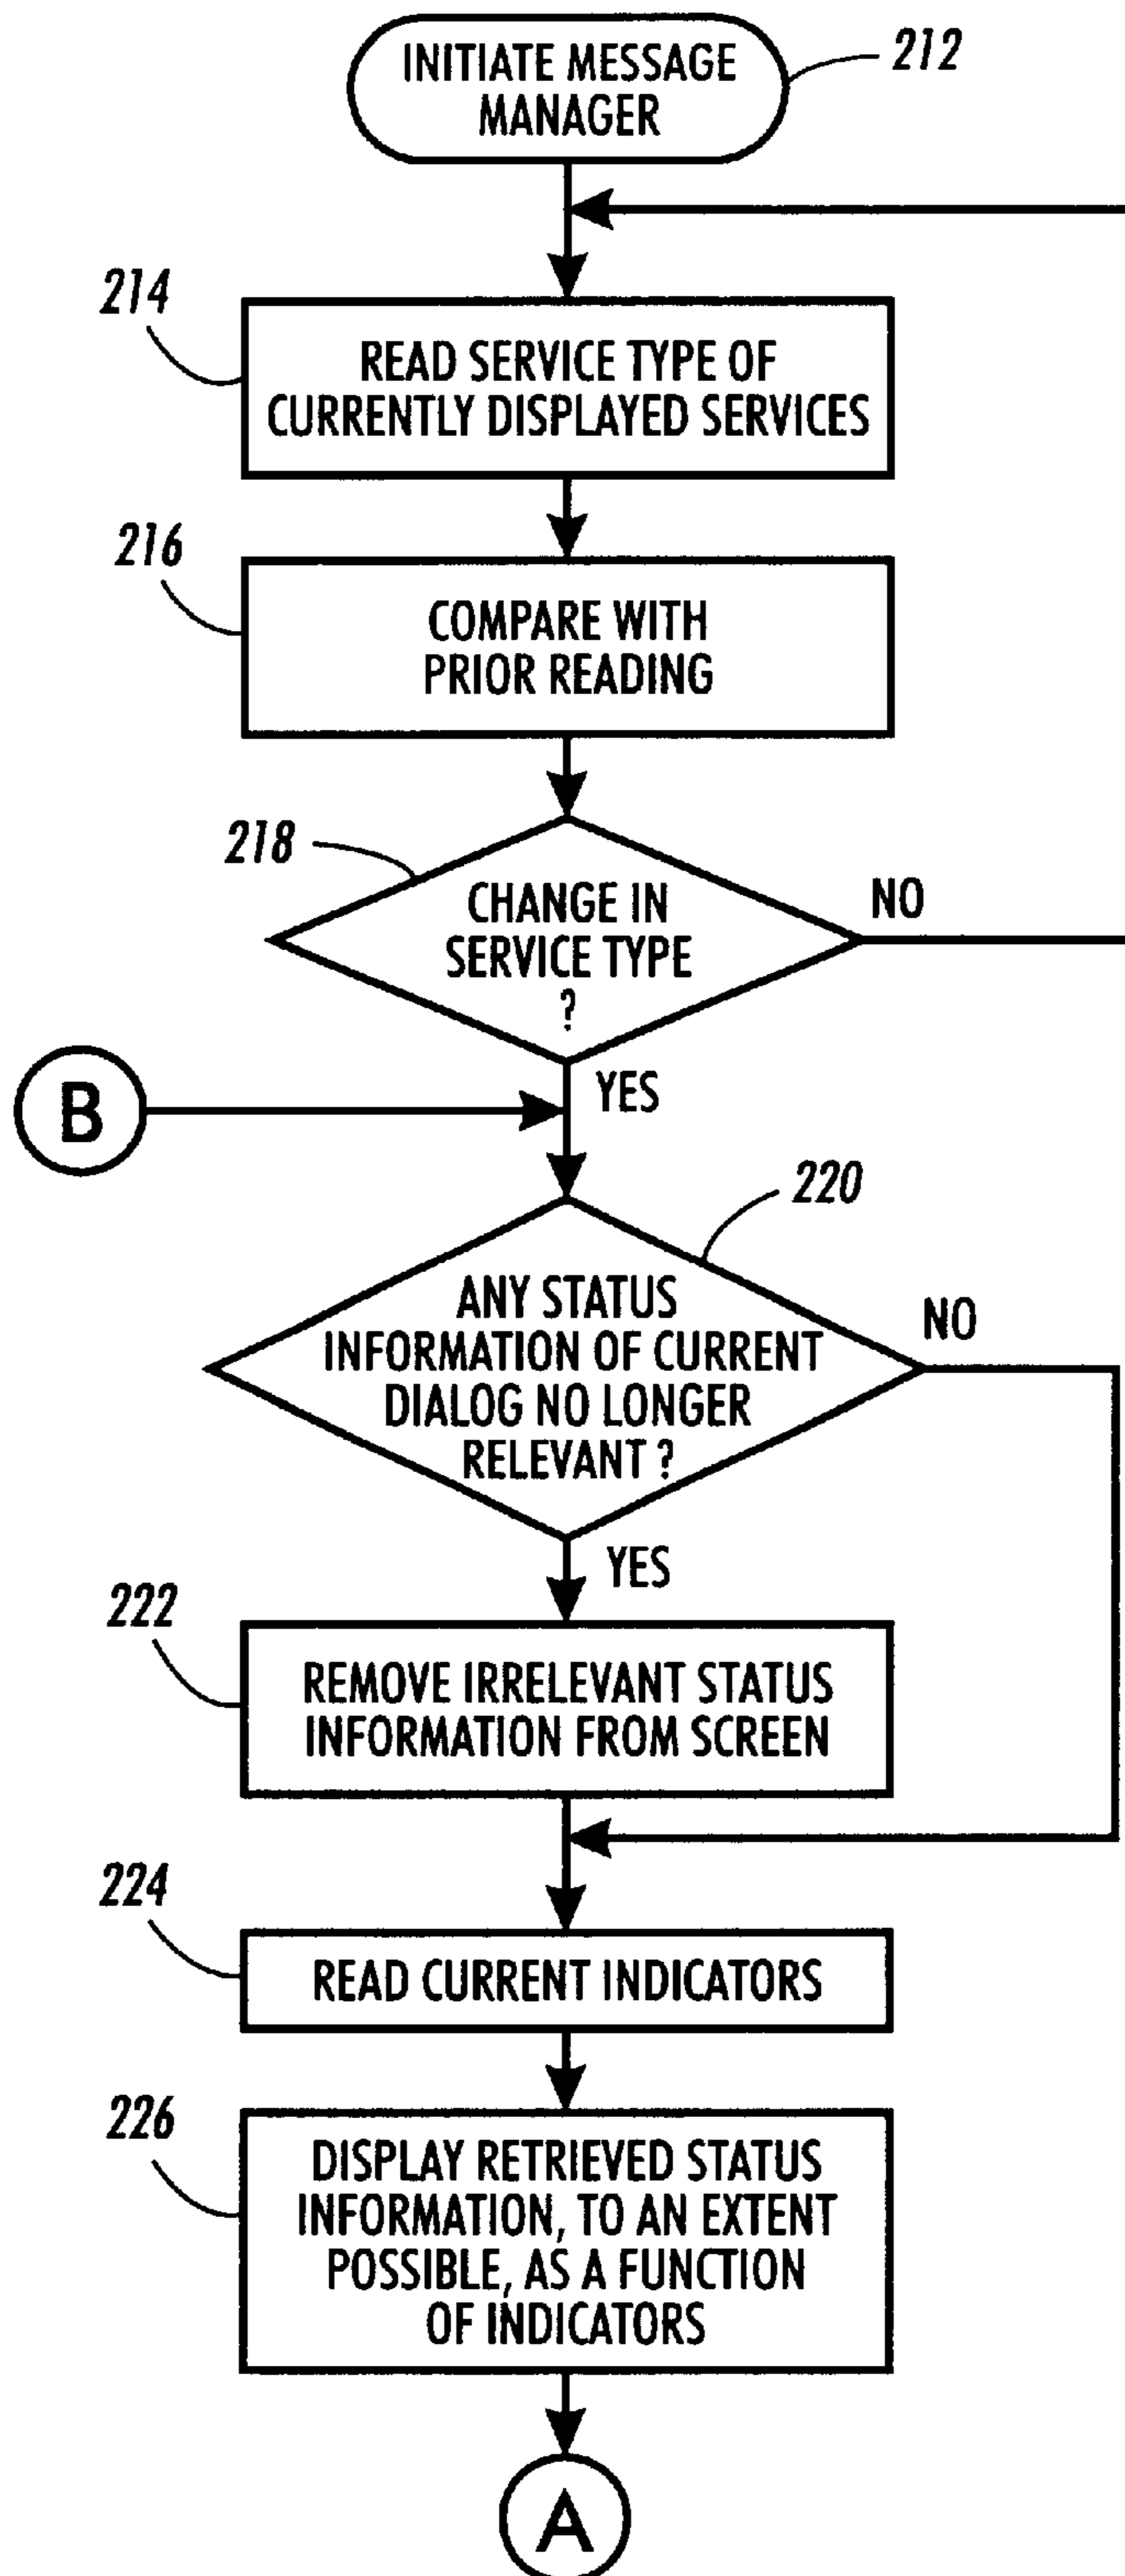 INITIATE MESSAGE
MANAGER
212
214
READ SERVICE TYPE OF
CURRENTLY DISPLAYED SERVICES
216
COMPARE WITH
PRIOR READING
218
CHANGE IN
SERVICE TYPE
?
NO
YES
B
220
ANY STATUS
INFORMATION OF CURRENT
DIALOG NO LONGER
RELEVANT ?
NO
YES
222
REMOVE IRRELEVANT STATUS
INFORMATION FROM SCREEN
224
READ CURRENT INDICATORS
226
DISPLAY RETRIEVED STATUS
INFORMATION, TO AN EXTENT
POSSIBLE, AS A FUNCTION
OF INDICATORS
A